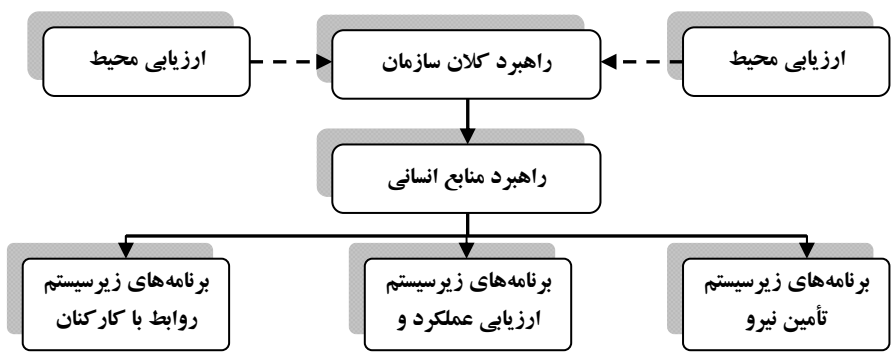 ارزیابی محیط
راهبرد کلان سازمان
ارزیابی محیط
راهبرد منابع انسانی
برنامه‌های زیرسیستم
تأمین نیرو
برنامه‌های زیرسیستم
ارزیابی عملکرد و
برنامه‌های زیرسیستم
روابط با کارکنان